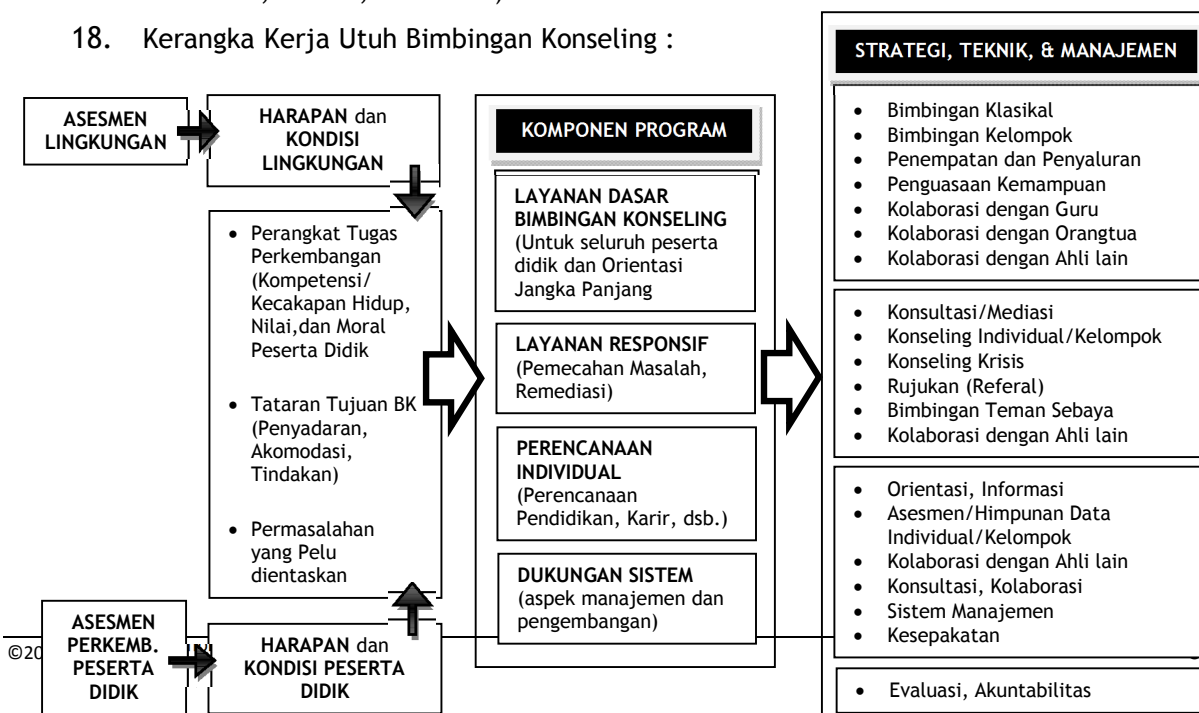 18. Kerangka Kerja Utuh Bimbingan Konseling :
ASESMEN
LINGKUNGAN
HARAPAN dan
KONDISI
LINGKUNGAN
• Perangkat Tugas
Perkembangan
(Kompetensi/
Kecakapan Hidup,
Nilai,dan Moral
Peserta Didik
• Tataran Tujuan BK
(Penyadaran,
Akomodasi,
Tindakan)
• Permasalahan
yang Pelu
dientaskan
ASESMEN
PERKEMB.
PESERTA
DIDIK
HARAPAN dan
KONDISI PESERTA
DIDIK
KOMPONEN PROGRAM
LAYANAN DASAR
BIMBINGAN KONSELING
(Untuk seluruh peserta
didik dan Orientasi
Jangka Panjang
LAYANAN RESPONSIF
(Pemecahan Masalah,
Remediasi)
PERENCANAAN
INDIVIDUAL
(Perencanaan
Pendidikan, Karir, dsb.)
DUKUNGAN SISTEM
(aspek manajemen dan
pengembangan)
STRATEGI, TEKNIK, & MANAJEMEN
• Bimbingan Klasikal
• Bimbingan Kelompok
• Penempatan dan Penyaluran
• Penguasaan Kemampuan
• Kolaborasi dengan Guru
• Kolaborasi dengan Orangtua
• Kolaborasi dengan Ahli lain
• Konsultasi/Mediasi
• Konseling Individual/Kelompok
• Konseling Krisis
• Rujukan (Referal)
• Bimbingan Teman Sebaya
• Kolaborasi dengan Ahli lain
• Orientasi, Informasi
• Asesmen/Himpunan Data
Individual/Kelompok
• Kolaborasi dengan Ahli lain
• Konsultasi, Kolaborasi
• Sistem Manajemen
• Kesepakatan
• Evaluasi, Akuntabilitas
©20